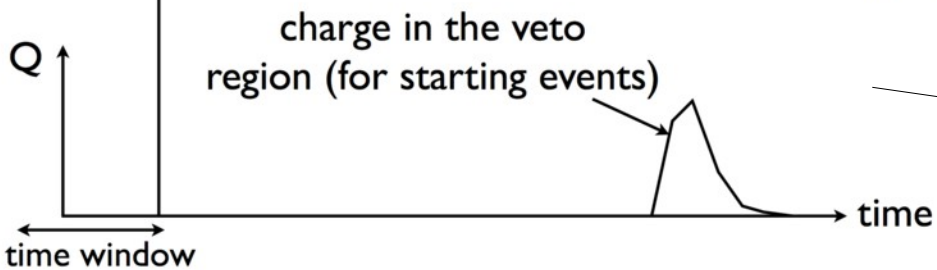 charge in the veto
region (for starting events)
Q
time
time window